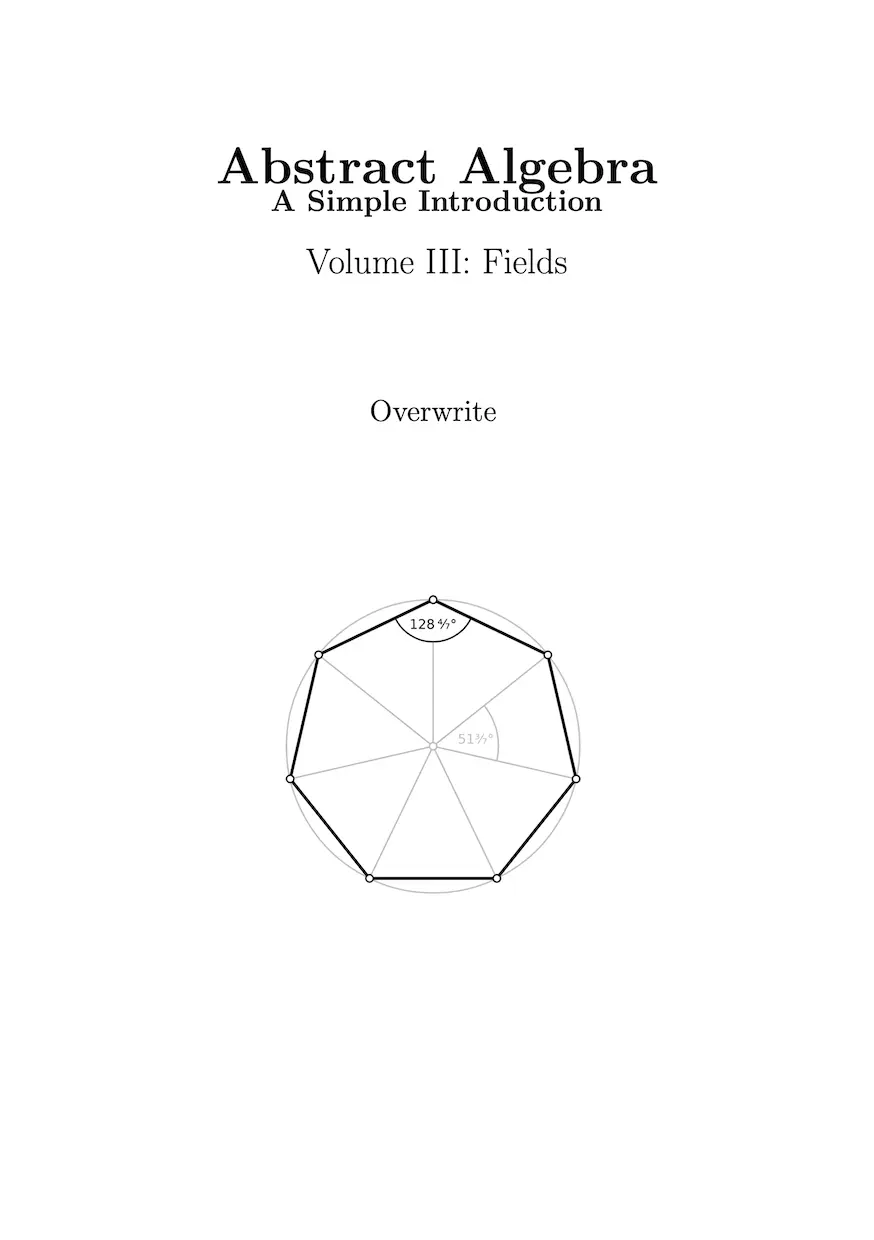 Abstract Algebra
A Simple Introduction
Volume III: Fields
Overwrite
128 4/7°
51 3/7°